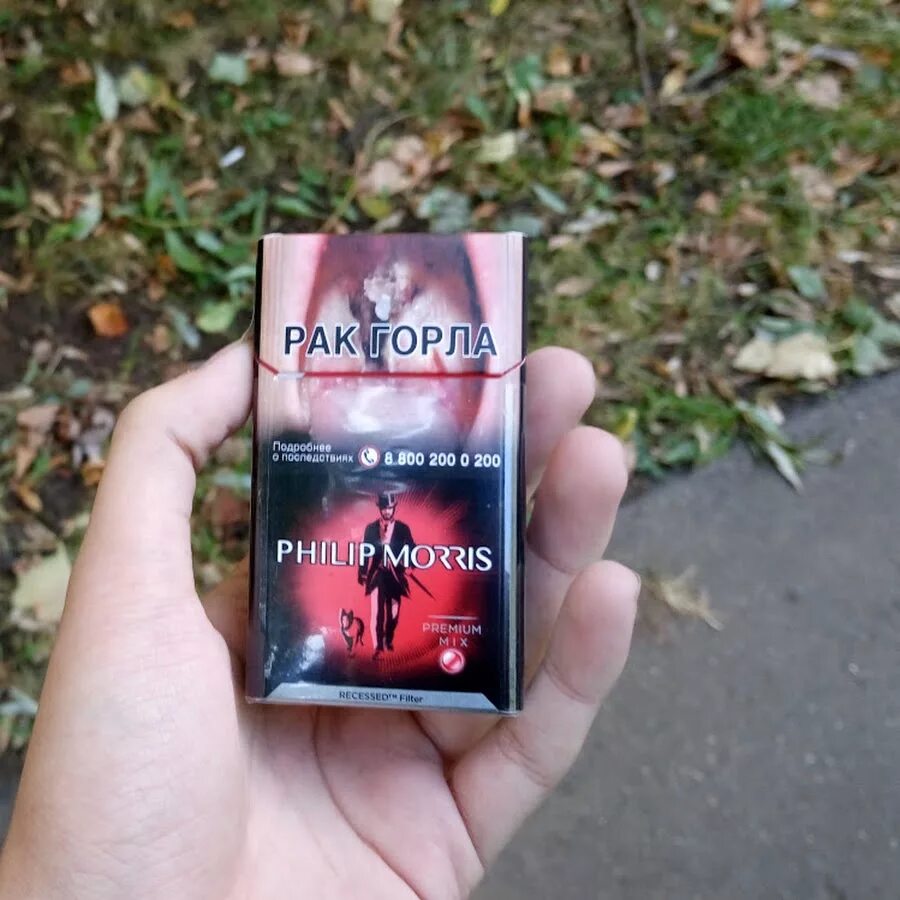 РАК ГОРЛА
Подробнее
о последствиях 8 800 200 0 200
PHILIP MORRIS
PREMIUM
MIX
RECESSED™ Filter